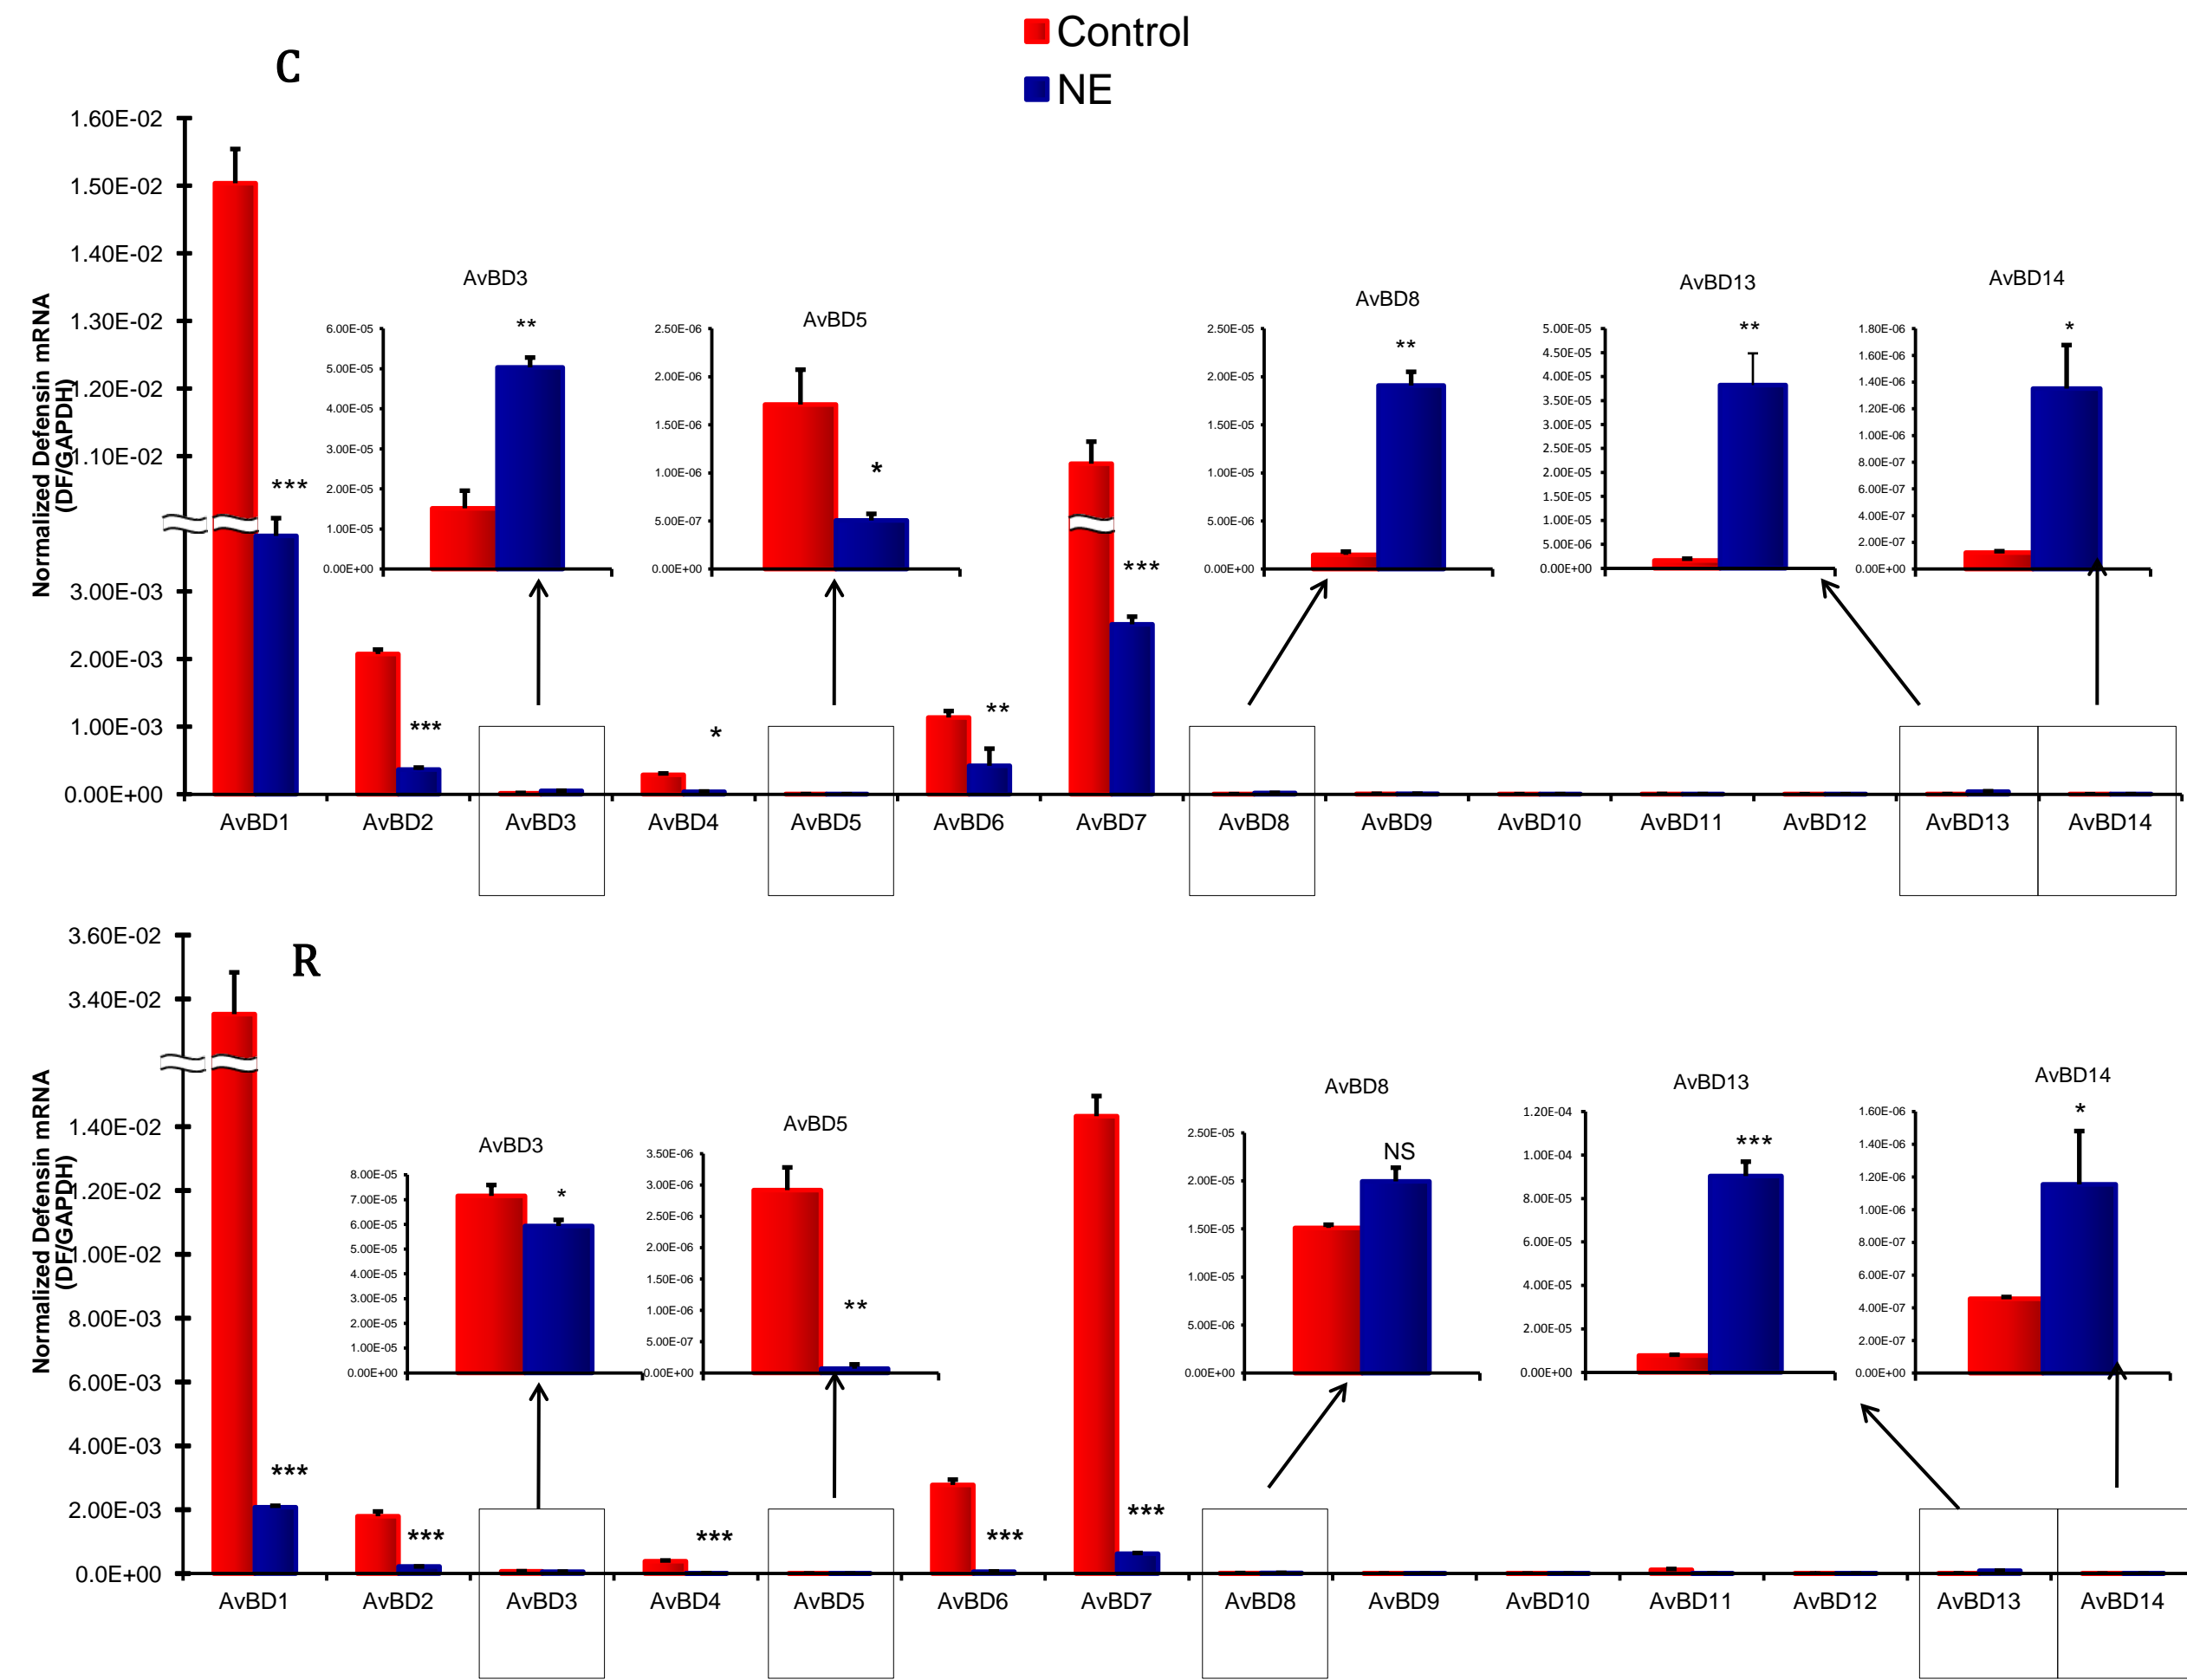 Control
NE
C
Normalized Defensin mRNA
(DF/GAPDH)
1.60E-02
1.50E-02
1.40E-02
1.30E-02
1.20E-02
1.10E-02
3.00E-03
2.00E-03
1.00E-03
0.00E+00
***
***
*
**
***
AvBD3
6.00E-05
5.00E-05
4.00E-05
3.00E-05
2.00E-05
1.00E-05
0.00E+00
**
AvBD5
2.50E-06
2.00E-06
1.50E-06
1.00E-06
5.00E-07
0.00E+00
*
AvBD8
2.50E-05
2.00E-05
1.50E-05
1.00E-05
5.00E-06
0.00E+00
**
AvBD13
5.00E-05
4.50E-05
4.00E-05
3.50E-05
3.00E-05
2.50E-05
2.00E-05
1.50E-05
1.00E-05
5.00E-06
0.00E+00
**
AvBD14
1.80E-06
1.60E-06
1.40E-06
1.20E-06
1.00E-06
8.00E-07
6.00E-07
4.00E-07
2.00E-07
0.00E+00
*
AvBD1 AvBD2 AvBD3 AvBD4 AvBD5 AvBD6 AvBD7 AvBD8 AvBD9 AvBD10 AvBD11 AvBD12 AvBD13 AvBD14
R
Normalized Defensin mRNA
(DF/GAPDH)
3.60E-02
3.40E-02
1.40E-02
1.20E-02
1.00E-02
8.00E-03
6.00E-03
4.00E-03
2.00E-03
0.0E+00
***
***
***
***
***
AvBD3
8.00E-05
7.00E-05
6.00E-05
5.00E-05
4.00E-05
3.00E-05
2.00E-05
1.00E-05
0.00E+00
*
AvBD5
3.50E-06
3.00E-06
2.50E-06
2.00E-06
1.50E-06
1.00E-06
5.00E-07
0.00E+00
**
AvBD8
2.50E-05
2.00E-05
1.50E-05
1.00E-05
5.00E-06
0.00E+00
NS
AvBD13
1.20E-04
1.00E-04
8.00E-05
6.00E-05
4.00E-05
2.00E-05
0.00E+00
***
AvBD14
1.60E-06
1.40E-06
1.20E-06
1.00E-06
8.00E-07
6.00E-07
4.00E-07
2.00E-07
0.00E+00
*
AvBD1 AvBD2 AvBD3 AvBD4 AvBD5 AvBD6 AvBD7 AvBD8 AvBD9 AvBD10 AvBD11 AvBD12 AvBD13 AvBD14